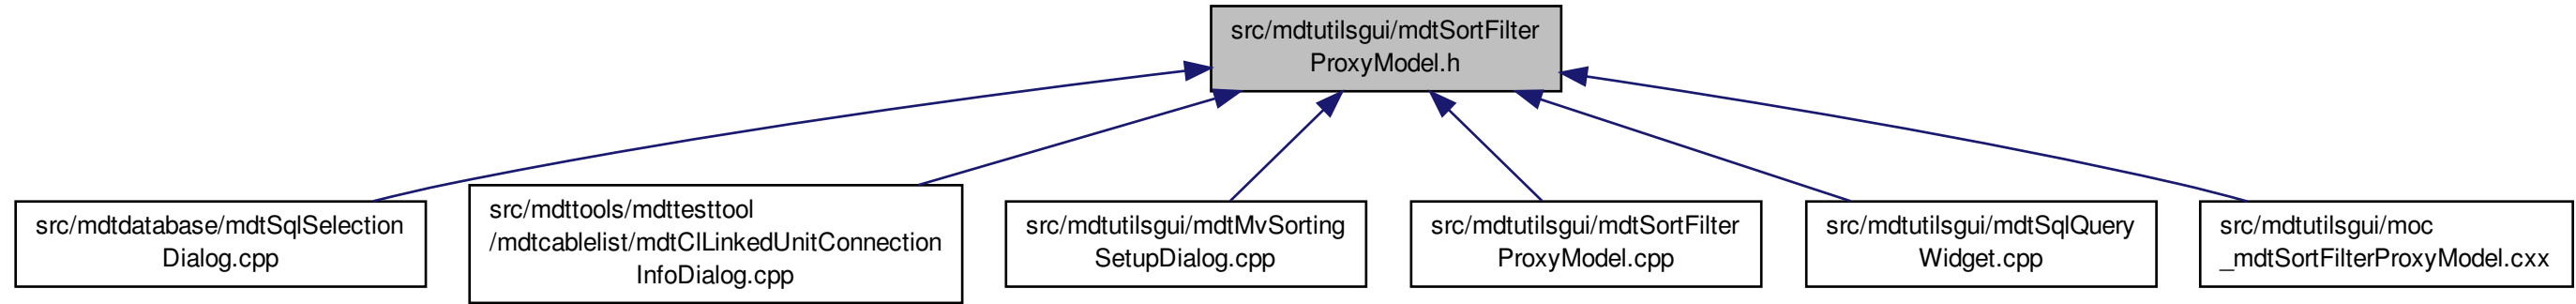 src/mdtutilsgui/mdtSortFilter
ProxyModel.h
src/mdtdatabase/mdtSqlSelection
Dialog.cpp
src/mdttools/mdttesttool
/mdtcablelist/mdtClLinkedUnitConnection
InfoDialog.cpp
src/mdtutilsgui/mdtMvSorting
SetupDialog.cpp
src/mdtutilsgui/mdtSortFilter
ProxyModel.cpp
src/mdtutilsgui/mdtSqlQuery
Widget.cpp
src/mdtutilsgui/moc
_mdtSortFilterProxyModel.cxx